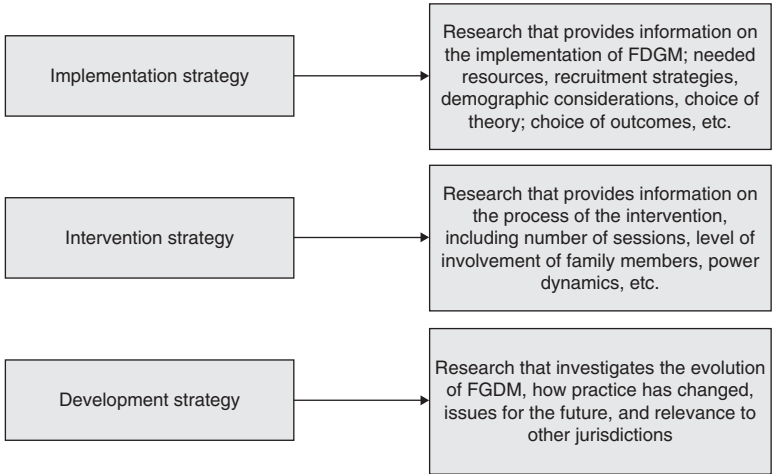 Implementation strategy
Research that provides information on
the implementation of FDGM; needed
resources, recruitment strategies,
demographic considerations, choice of
theory; choice of outcomes, etc.
Intervention strategy
Research that provides information on
the process of the intervention,
including number of sessions, level of
involvement of family members, power
dynamics, etc.
Development strategy
Research that investigates the evolution
of FGDM, how practice has changed,
issues for the future, and relevance to
other jurisdictions